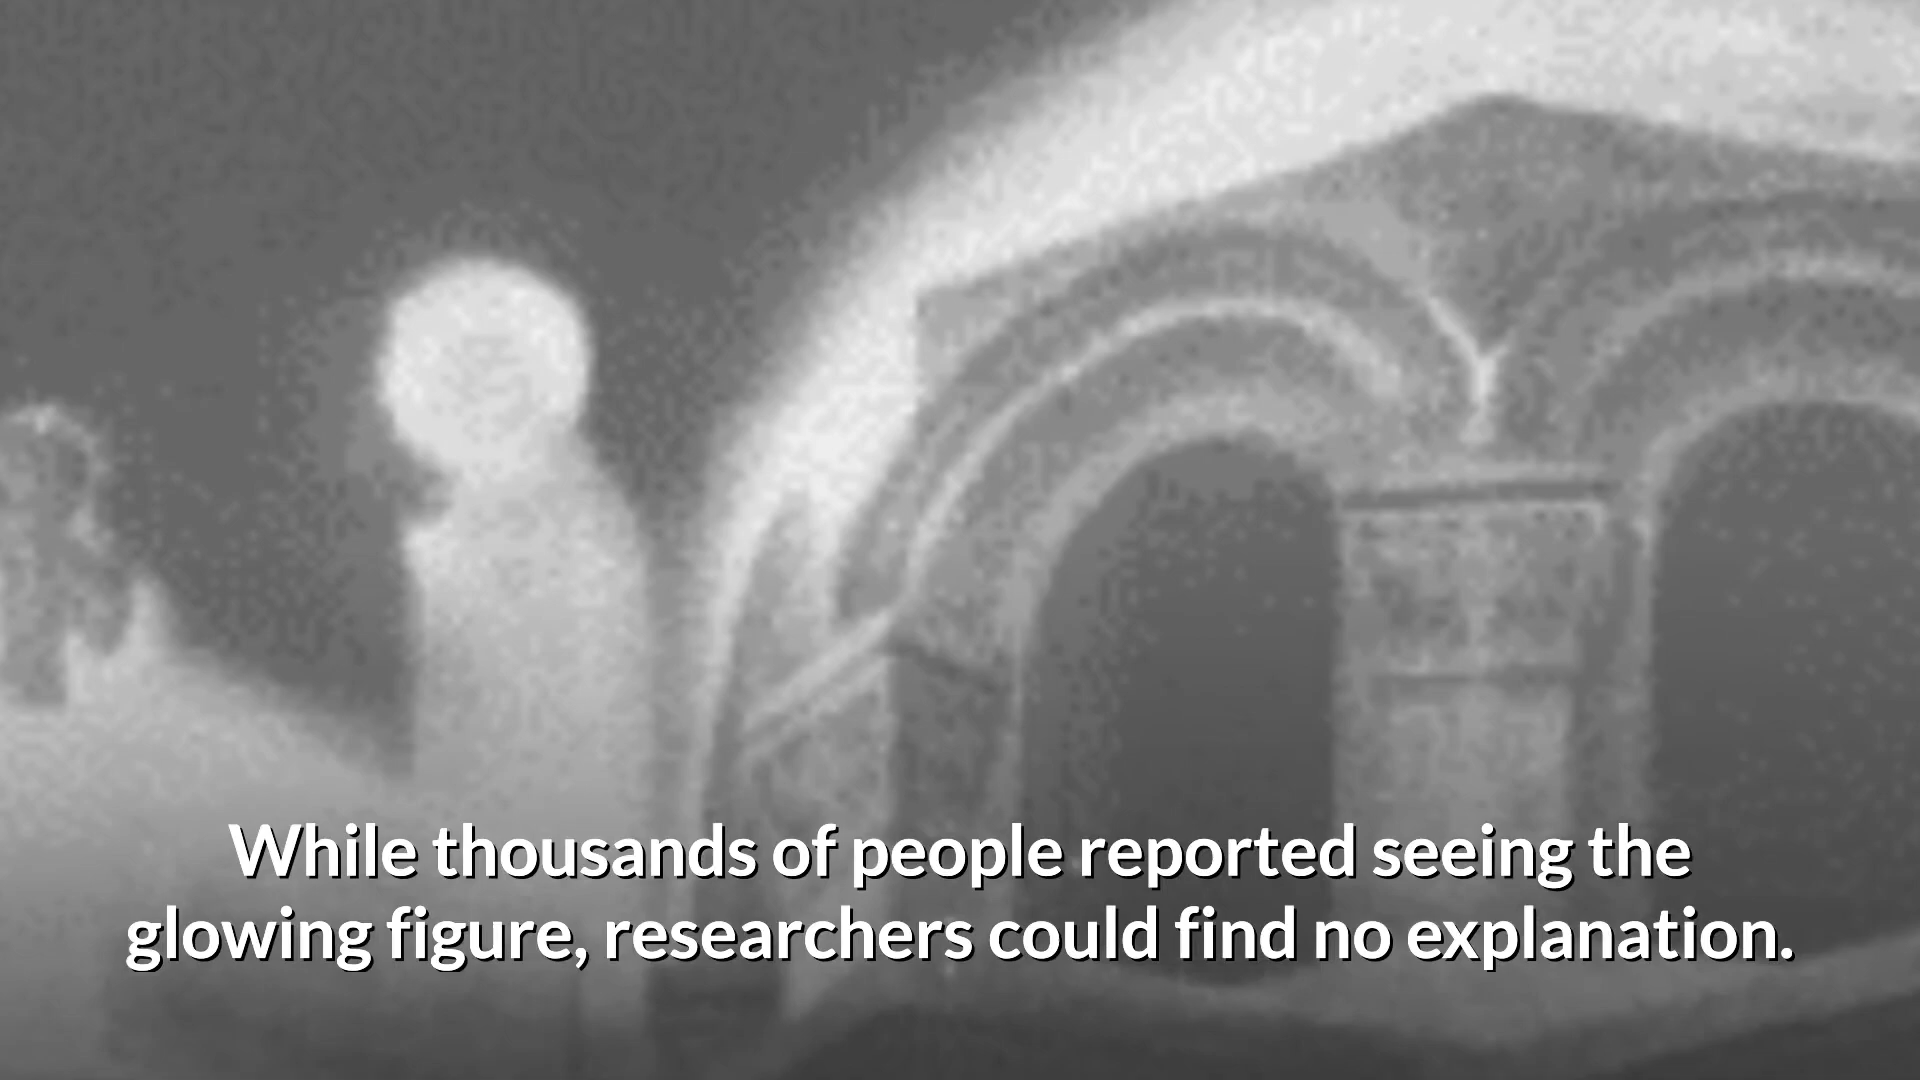 While thousands of people reported seeing the
glowing figure, researchers could find no explanation.